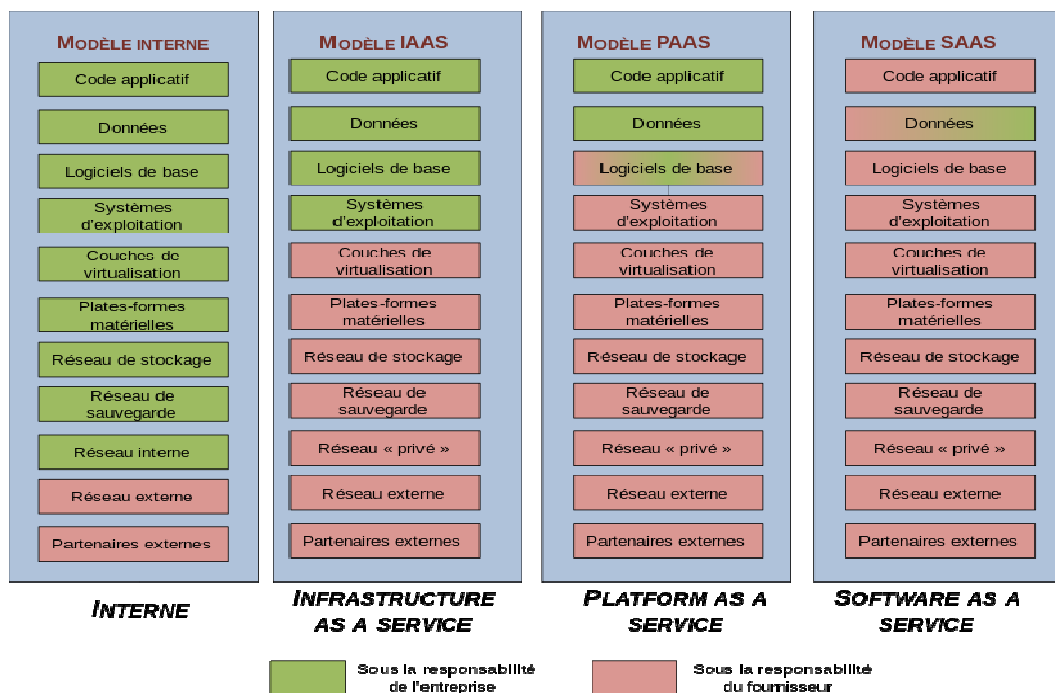 MODÈLE INTERNE
Code applicatif
Données
Logiciels de base
Systèmes
d'exploitation
Couches de
virtualisation
Plates-formes
matérielles
Réseau de stockage
Réseau de
sauvegarde
Réseau interne
Réseau externe
Partenaires externes
INTERNE
MODÈLE IAAS
Code applicatif
Données
Logiciels de base
Systèmes
d'exploitation
Couches de
virtualisation
Plates-formes
matérielles
Réseau de stockage
Réseau de
sauvegarde
Réseau « privé »
Réseau externe
Partenaires externes
INFRASTRUCTURE
AS A SERVICE
MODÈLE PAAS
Code applicatif
Données
Logiciels de base
Systèmes
d'exploitation
Couches de
virtualisation
Plates-formes
matérielles
Réseau de stockage
Réseau de
sauvegarde
Réseau « privé »
Réseau externe
Partenaires externes
PLATFORM AS A
SERVICE
MODÈLE SAAS
Code applicatif
Données
Logiciels de base
Systèmes
d'exploitation
Couches de
virtualisation
Plates-formes
matérielles
Réseau de stockage
Réseau de
sauvegarde
Réseau « privé »
Réseau externe
Partenaires externes
SOFTWARE AS A
SERVICE
Sous la responsabilité
de l'entreprise
Sous la responsabilité
du fournisseur